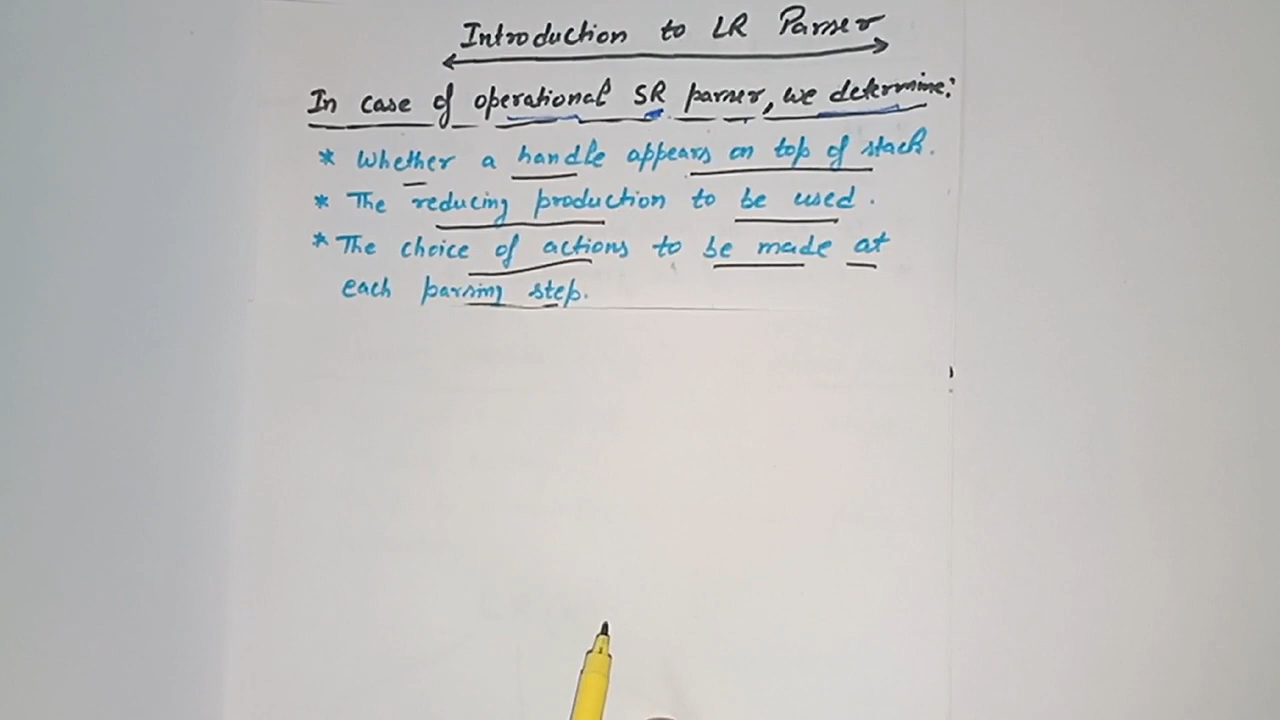 Introduction to LR Parser
In case of operational SR parser, we determine:
* Whether a handle appears on top of stack.
* The reducing production to be used.
* The choice of actions to be made at
each parsing step.